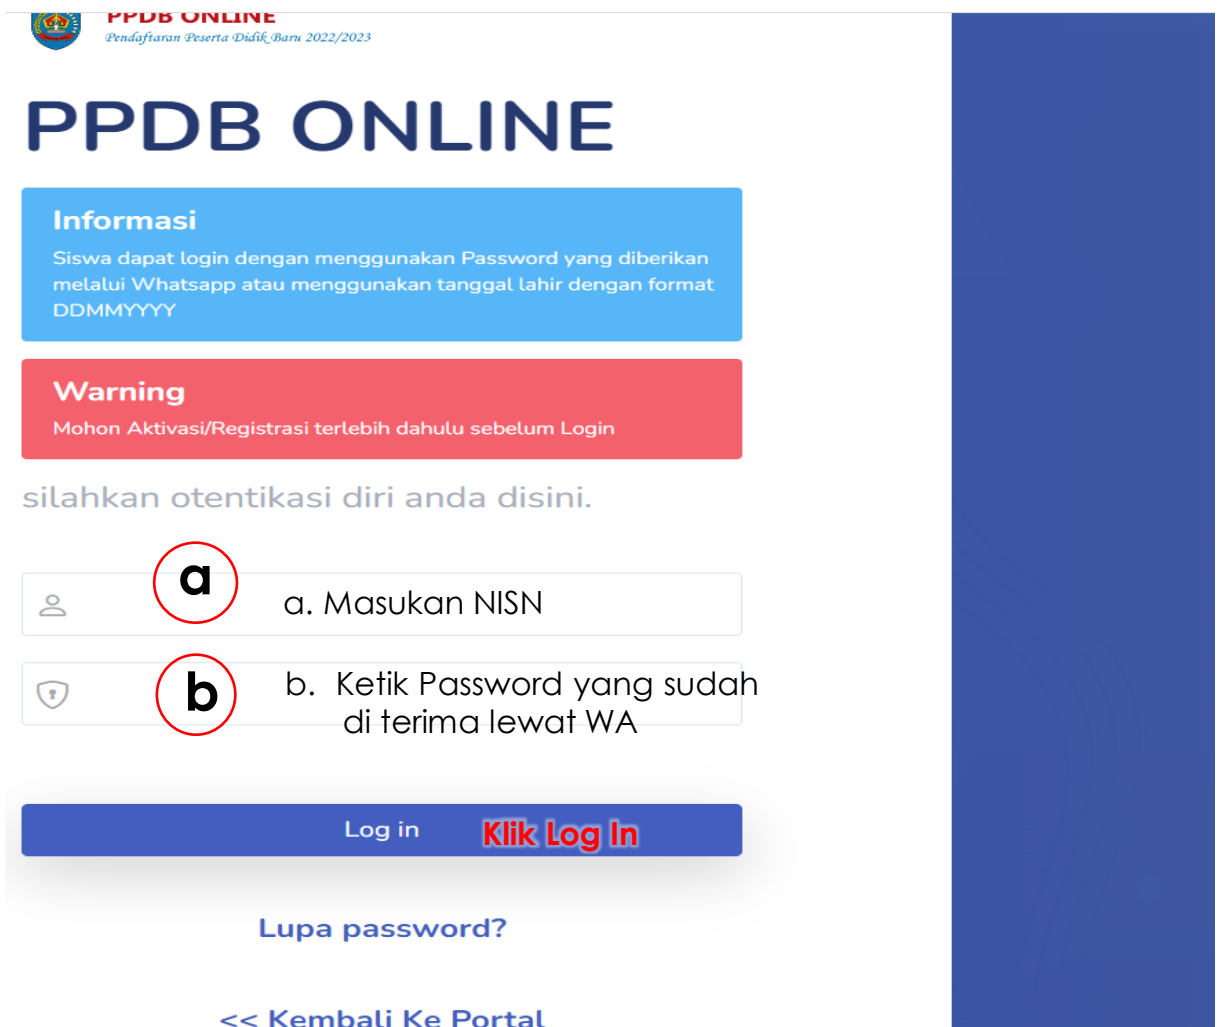 PPDB ONLINE
Pendaftaran Peserta Didik Baru 2022/2023
PPDB ONLINE
Informasi
Siswa dapat login dengan menggunakan Password yang diberikan
melalui Whatsapp atau menggunakan tanggal lahir dengan format
DDMMYYYY
Warning
Mohon Aktivasi/Registrasi terlebih dahulu sebelum Login
silahkan otentikasi diri anda disini.
a
a. Masukan NISN
b
b. Ketik Password yang sudah
di terima lewat WA
Log in Klik Log In
Lupa password?
<< Kembali Ke Portal